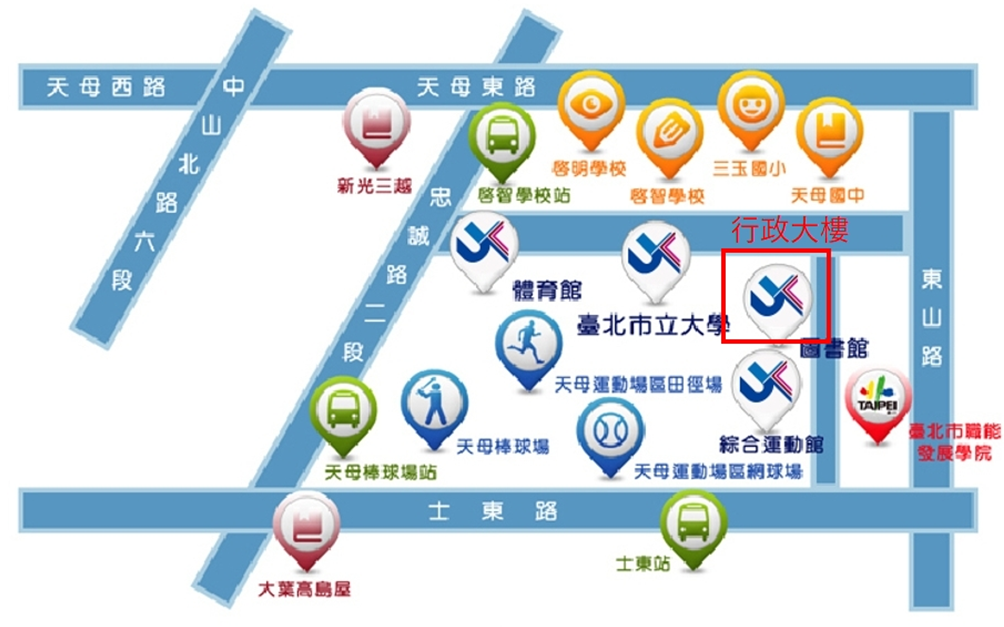 天母西路
天母東路
中山北路六段
新光三越
啓智學校站
啓明學校
啓智學校
三玉國小
天母國中
忠誠路二段
行政大樓
體育館
臺北市立大學
圖書館
東山路
天母運動場區田徑場
TAIPEI
臺北市職能
發展學院
天母棒球場
綜合運動館
天母棒球場站
天母運動場區網球場
士東路
士東站
大葉高島屋